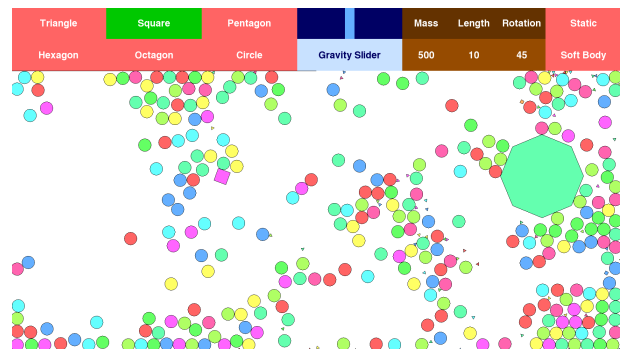 Triangle Square Pentagon Mass Length Rotation Static
Hexagon Octagon Circle Gravity Slider 500 10 45 Soft Body